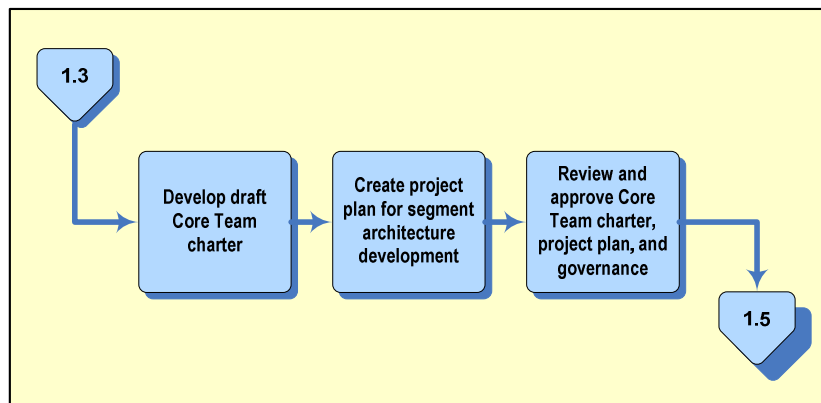 1.3
Develop draft
Core Team
charter
Create project
plan for segment
architecture
development
Review and
approve Core
Team charter,
project plan, and
governance
1.5